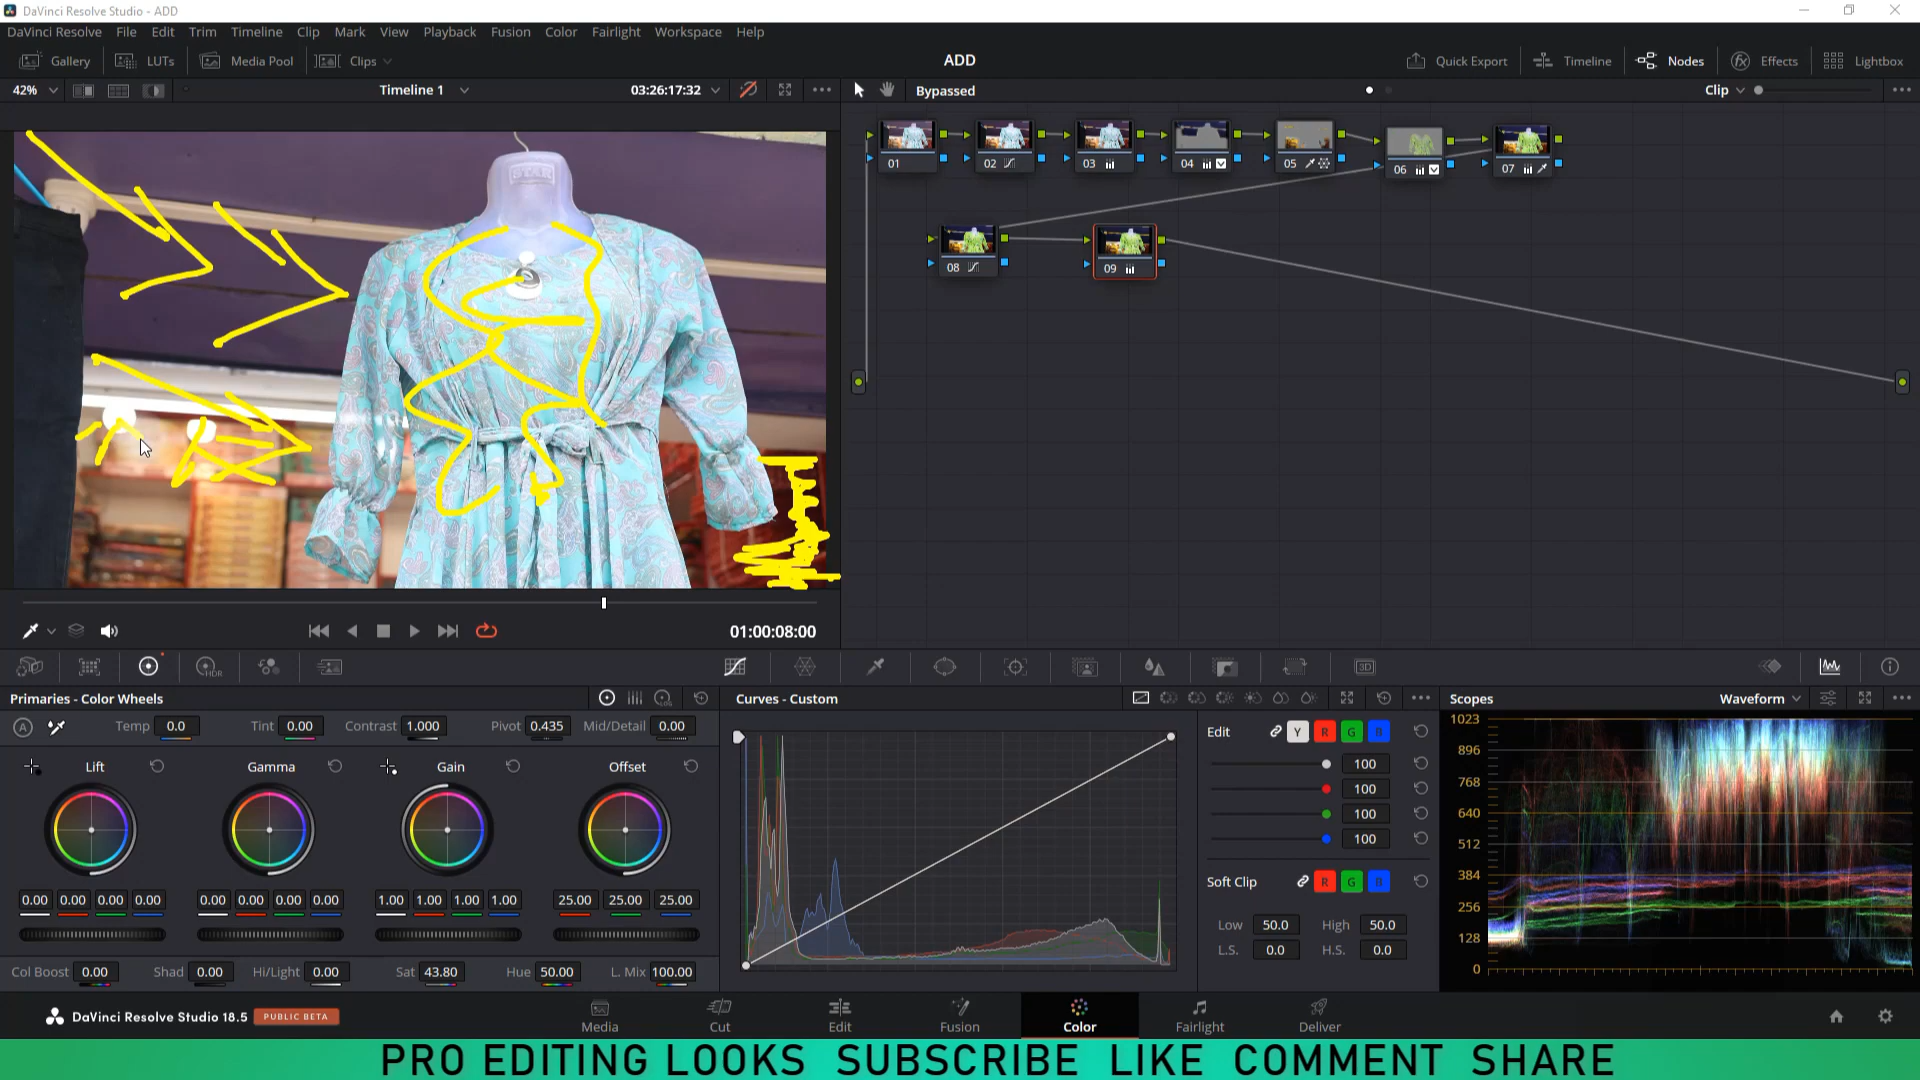 DaVinci Resolve Studio - ADD
DaVinci Resolve File Edit Trim Timeline Clip Mark View Playback Fusion Color Fairlight Workspace Help
Gallery LUTs Media Pool Clips ADD Quick Export Timeline Nodes Effects Lightbox
42% Timeline 1 03:26:17:32 Bypassed Clip
STAR
01 02 03 04 05 06 07
08 09
01:00:08:00
HDR 3D
Primaries - Color Wheels Curves - Custom Scopes Waveform
A Temp 0.0 Tint 0.00 Contrast 1.000 Pivot 0.435 Mid/Detail 0.00
Lift Gamma Gain Offset
0.00 0.00 0.00 0.00 0.00 0.00 0.00 0.00 1.00 1.00 1.00 1.00 25.00 25.00 25.00
Col Boost 0.00 Shad 0.00 Hi/Light 0.00 Sat 43.80 Hue 50.00 L. Mix 100.00
Edit Y R G B
100
100
100
100
Soft Clip R G B
Low 50.0 High 50.0
L.S. 0.0 H.S. 0.0
1023
896
768
640
512
384
256
128
0
DaVinci Resolve Studio 18.5 PUBLIC BETA
Media Cut Edit Fusion Color Fairlight Deliver
PRO EDITING LOOKS SUBSCRIBE LIKE COMMENT SHARE